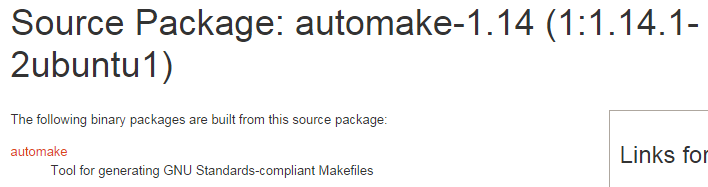 Source Package: automake-1.14 (1:1.14.1-
2ubuntu1)
The following binary packages are built from this source package:
automake
Tool for generating GNU Standards-compliant Makefiles
Links for